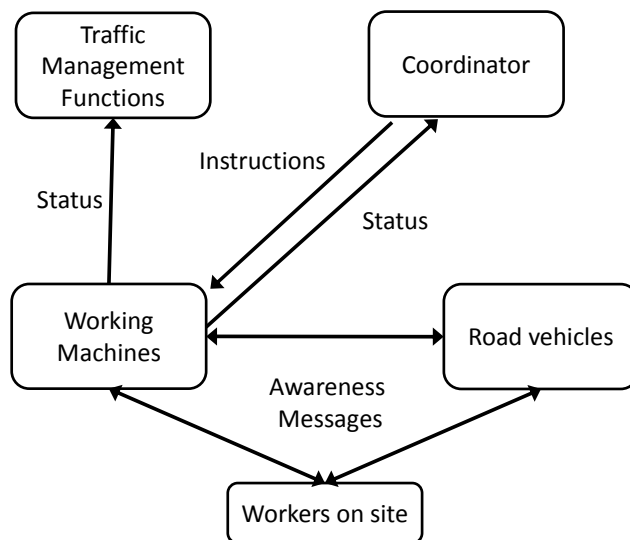 Traffic
Management
Functions
Coordinator
Instructions
Status
Status
Working
Machines
Road vehicles
Awareness
Messages
Workers on site